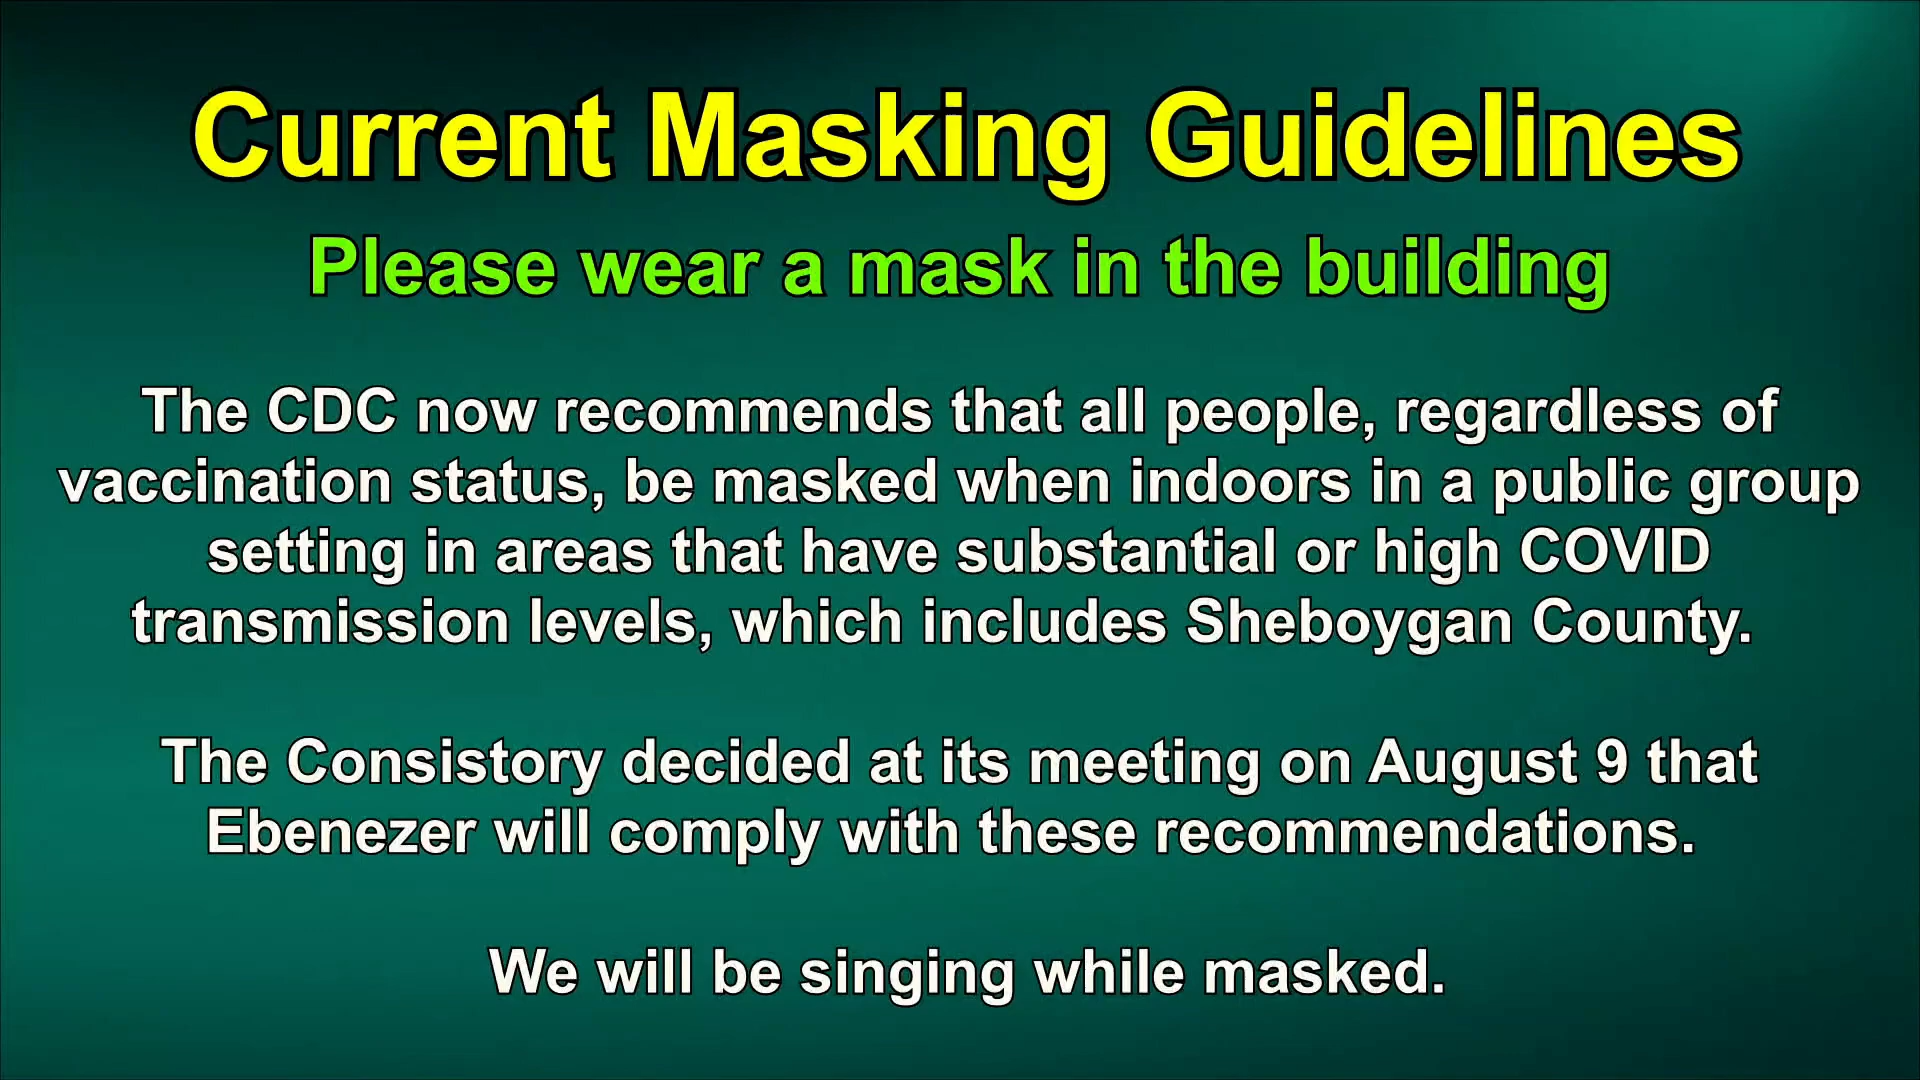 Current Masking Guidelines
Please wear a mask in the building
The CDC now recommends that all people, regardless of
vaccination status, be masked when indoors in a public group
setting in areas that have substantial or high COVID
transmission levels, which includes Sheboygan County.
The Consistory decided at its meeting on August 9 that
Ebenezer will comply with these recommendations.
We will be singing while masked.